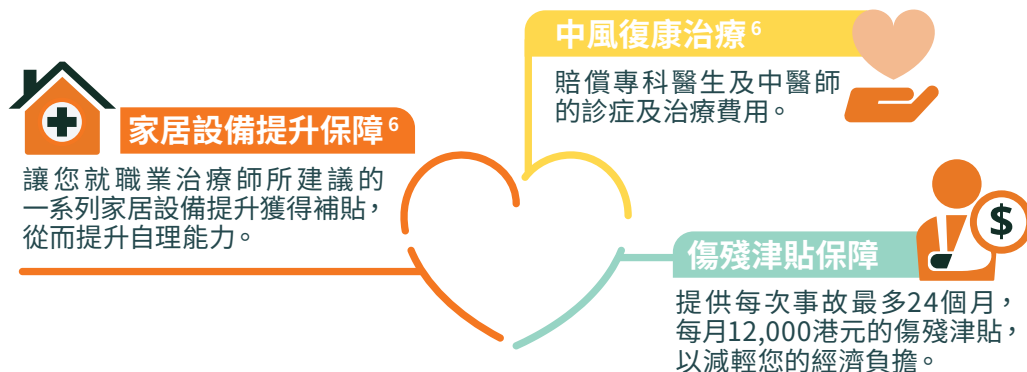 中風復康治療6
賠償專科醫生及中醫師
的診症及治療費用。
家居設備提升保障6
讓您就職業治療師所建議的
一系列家居設備提升獲得補貼，
從而提升自理能力。
$
傷殘津貼保障
提供每次事故最多24個月，
每月12,000港元的傷殘津貼，
以減輕您的經濟負擔。